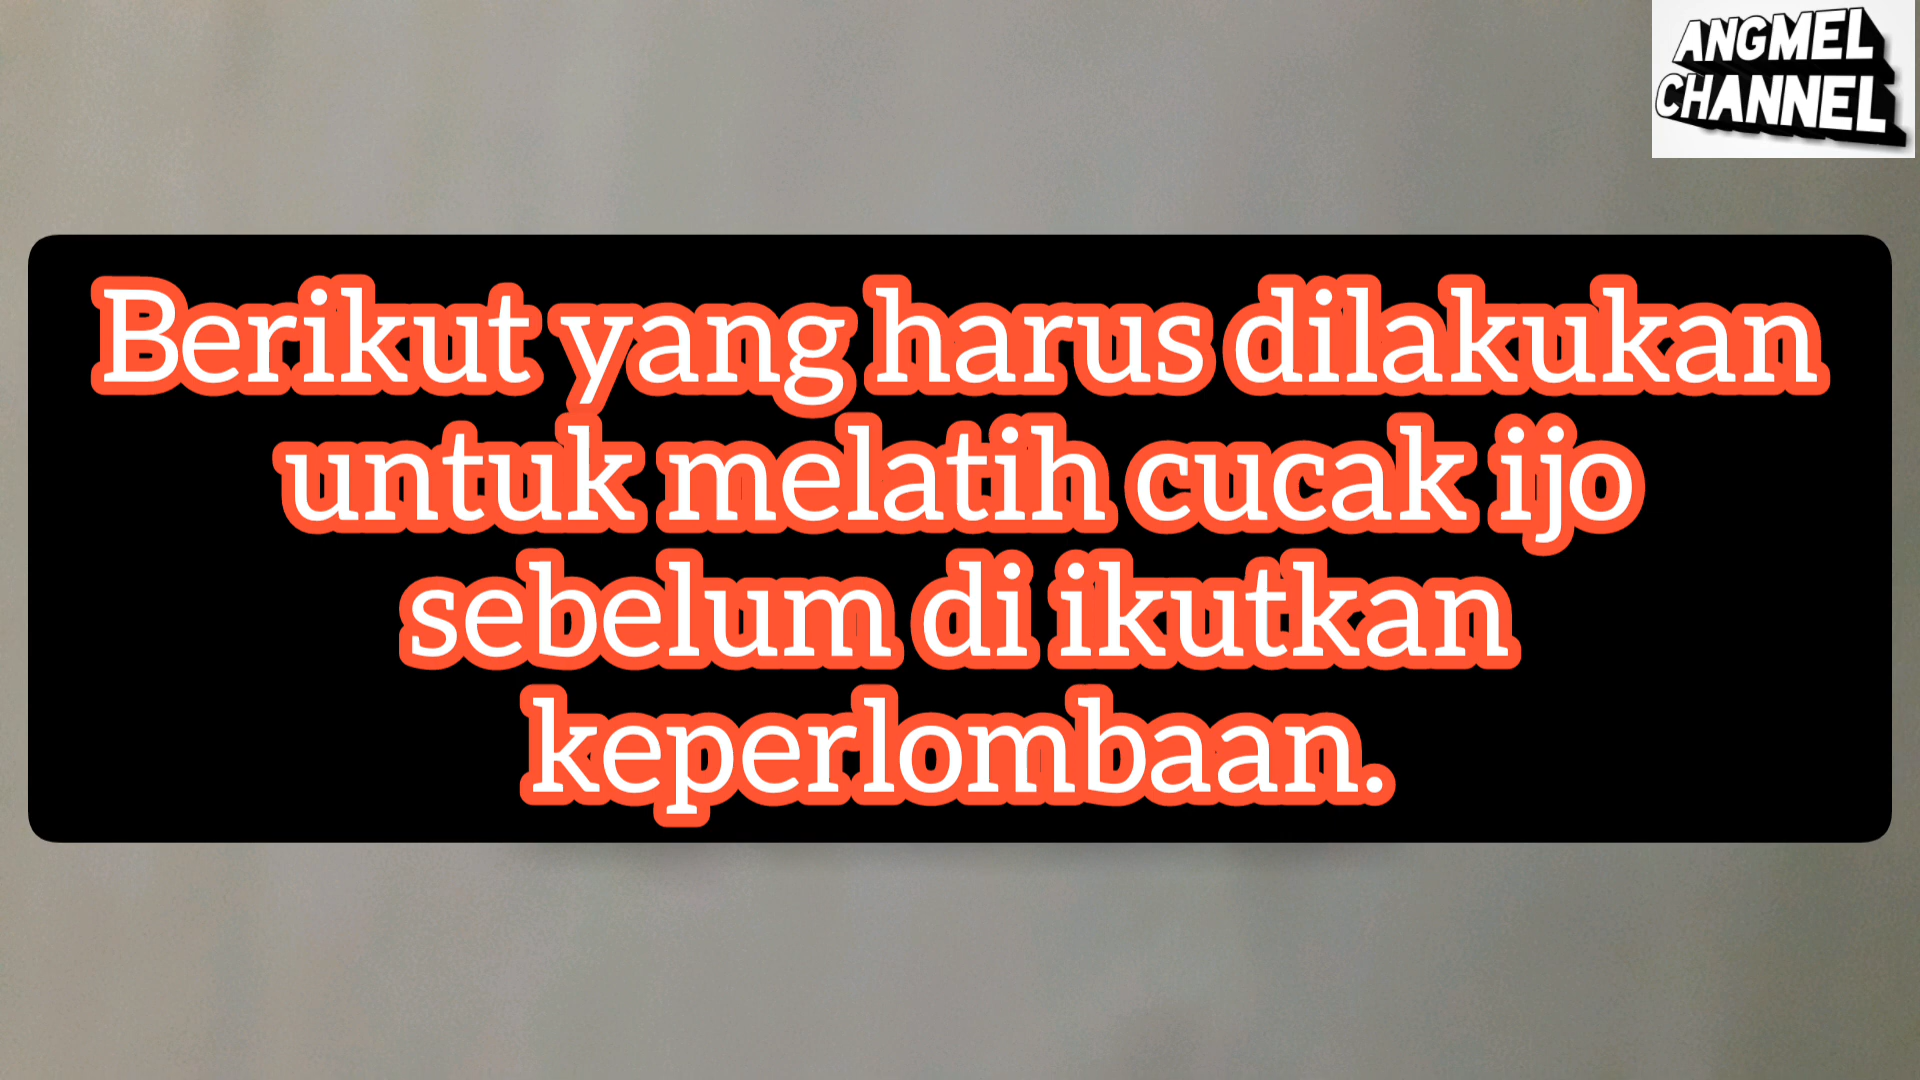 ANGMEL
CHANNEL
Berikut yang harus dilakukan
untuk melatih cucak ijo
sebelum di ikutkan
keperlombaan.